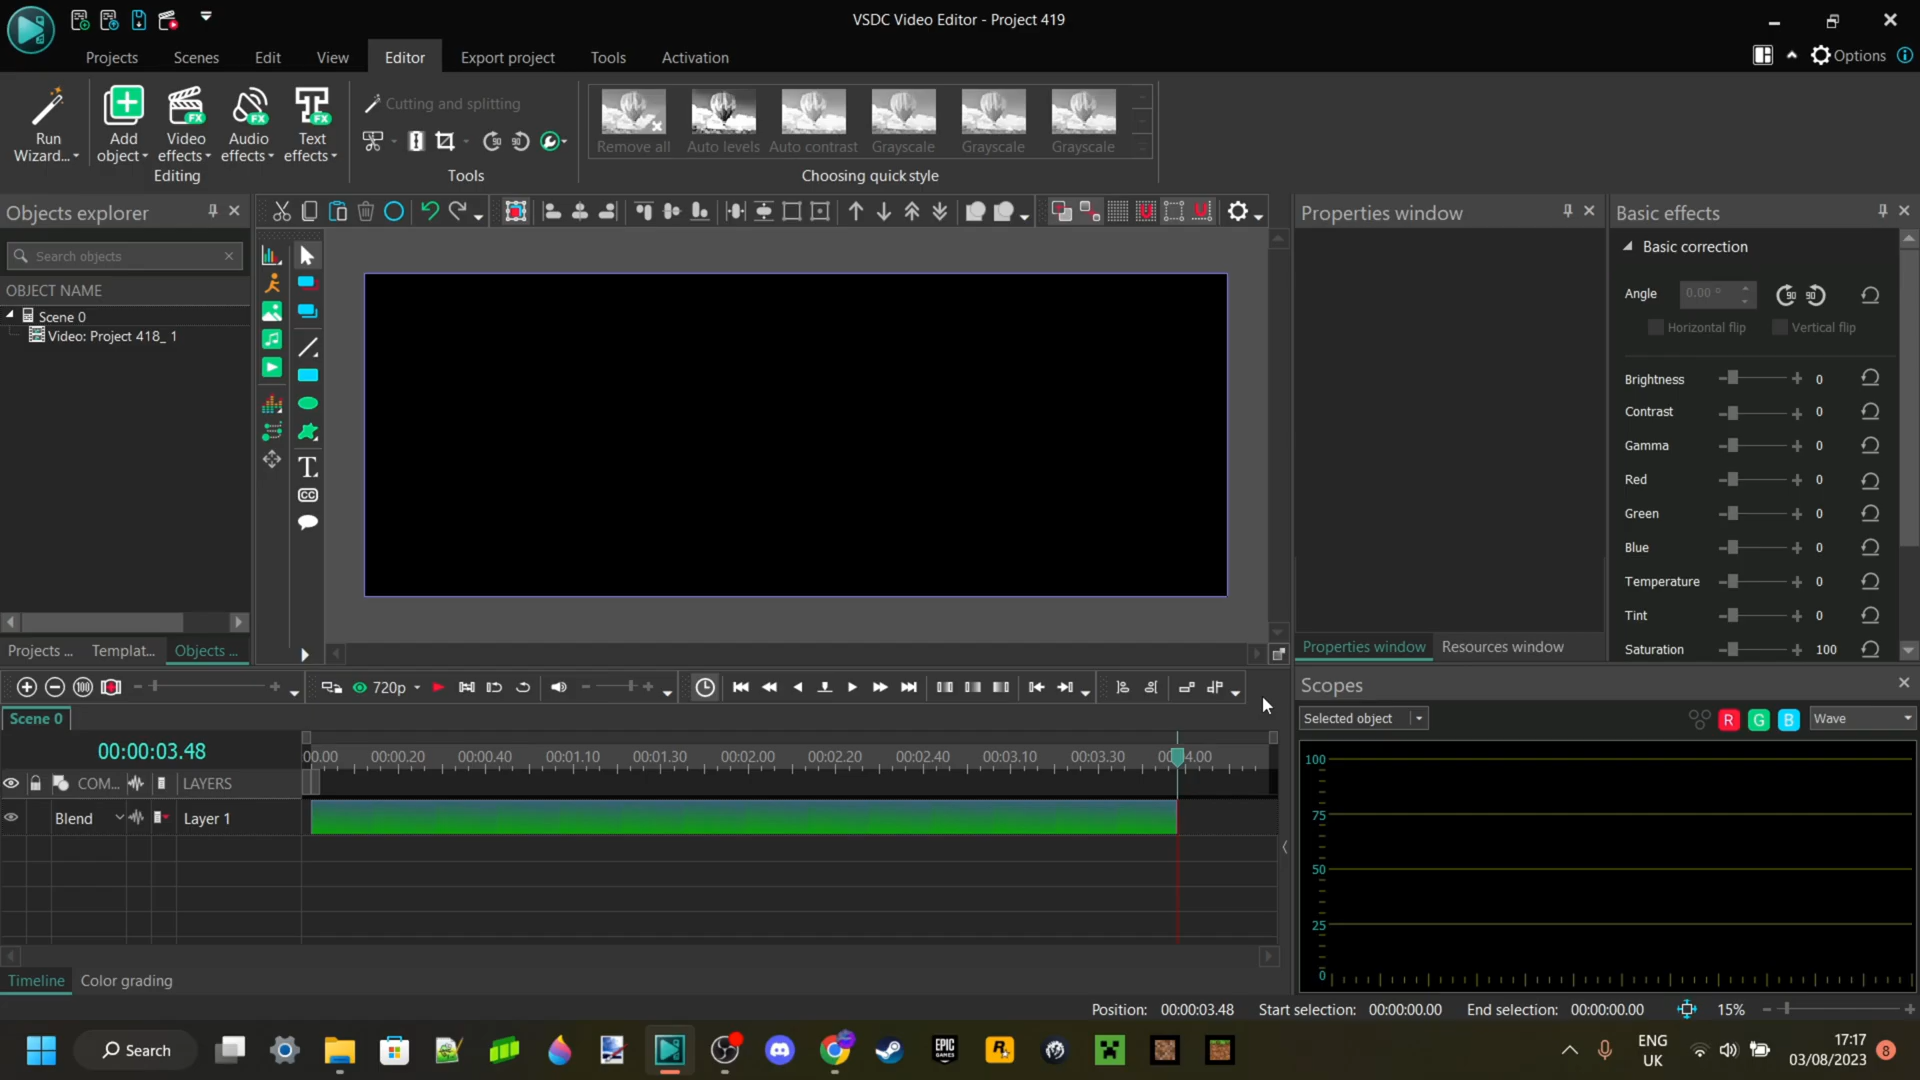 VSDC Video Editor - Project 419
Projects
Scenes
Edit
View
Editor
Export project
Tools
Activation
Options
Run
Wizard...
Add
object
Video
effects
Audio
effects
Text
effects
Editing
Cutting and splitting
Tools
Remove all
Auto levels
Auto contrast
Grayscale
Grayscale
Grayscale
Choosing quick style
Objects explorer
Search objects
OBJECT NAME
Scene 0
Video: Project 418_ 1
Projects ...
Templat...
Objects ...
Properties window
Properties window
Resources window
Basic effects
Basic correction
Angle
0.00 °
Horizontal flip
Vertical flip
Brightness 0
Contrast 0
Gamma 0
Red 0
Green 0
Blue 0
Temperature 0
Tint 0
Saturation 100
720p
Scene 0
00:00:03.48
0.00 00:00.20 00:00.40 00:01.10 00:01.30 00:02.00 00:02.20 00:02.40 00:03.10 00:03.30 4.00
COM...
LAYERS
Blend
Layer 1
Timeline
Color grading
Scopes
Selected object
R
G
B
Wave
100
75
50
25
0
Position: 00:00:03.48 Start selection: 00:00:00.00 End selection: 00:00:00.00 15%
Search
EPIC
GAMES
ENG
UK
17:17
03/08/2023
8